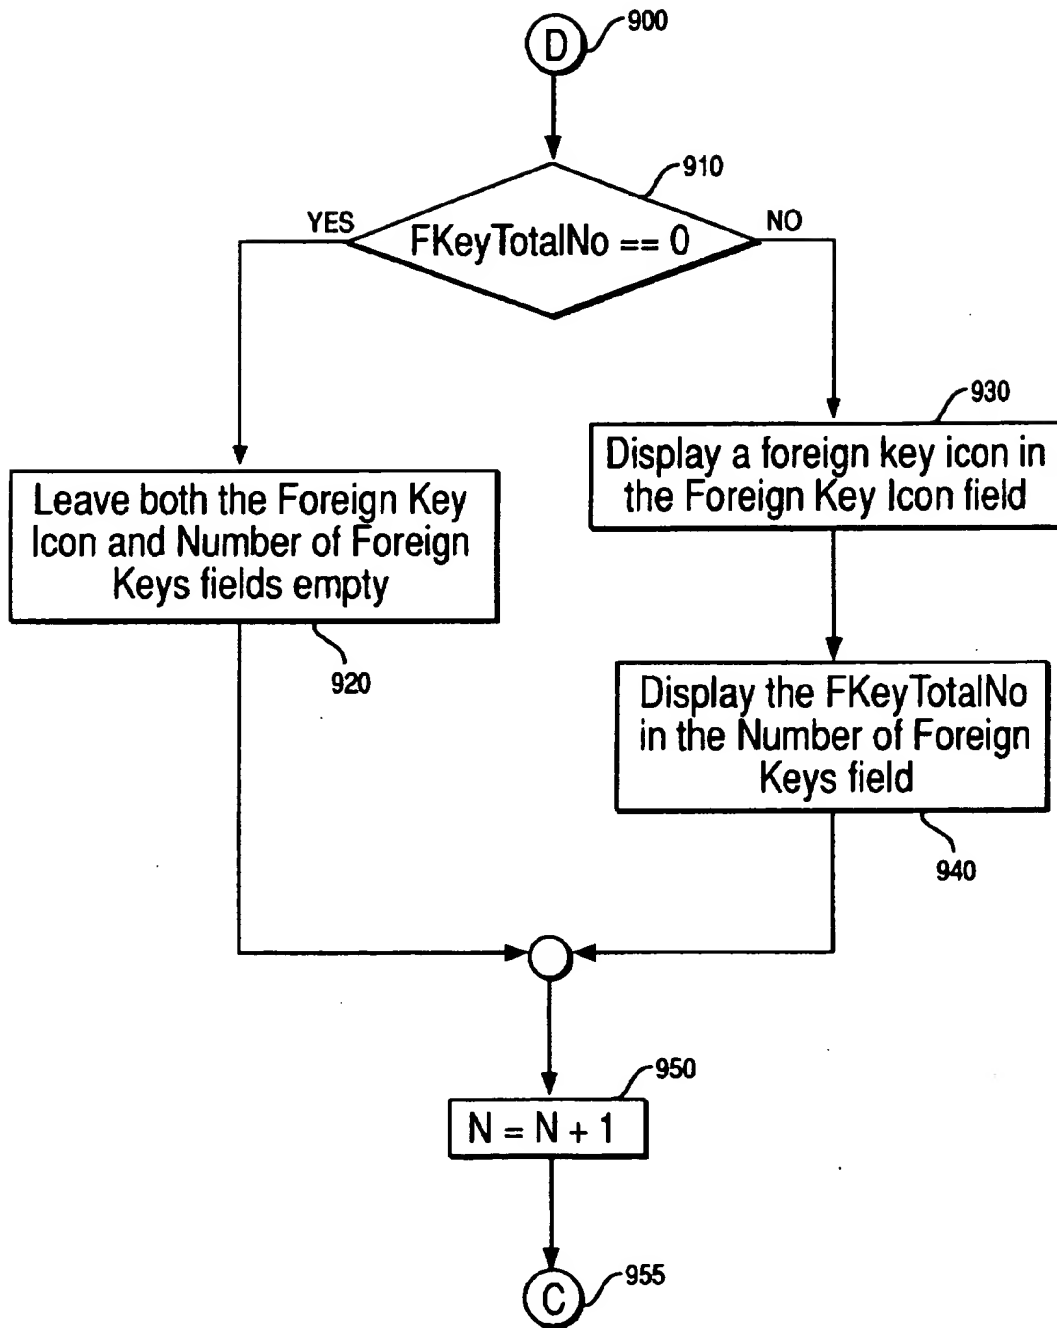 D
900
910
YES
FKeyTotalNo == 0
NO
930
Display a foreign key icon in
the Foreign Key Icon field
Leave both the Foreign Key
Icon and Number of Foreign
Keys fields empty
920
Display the FKeyTotalNo
in the Number of Foreign
Keys field
940
950
N = N + 1
C
955